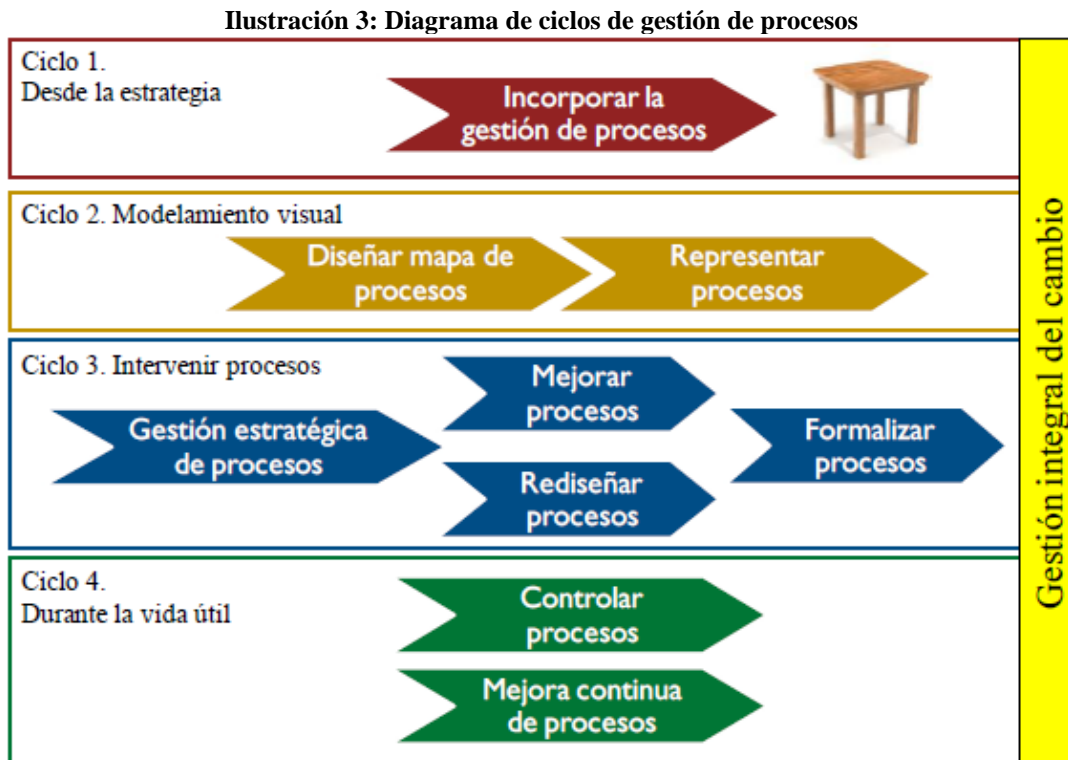 Ilustración 3: Diagrama de ciclos de gestión de procesos
Ciclo 1.
Desde la estrategia
Incorporar la
gestión de procesos
Ciclo 2. Modelamiento visual
Diseñar mapa de
procesos
Representar
procesos
Ciclo 3. Intervenir procesos
Gestión estratégica
de procesos
Mejorar
procesos
Rediseñar
procesos
Formalizar
procesos
Ciclo 4.
Durante la vida útil
Controlar
procesos
Mejora continua
de procesos
Gestión integral del cambio